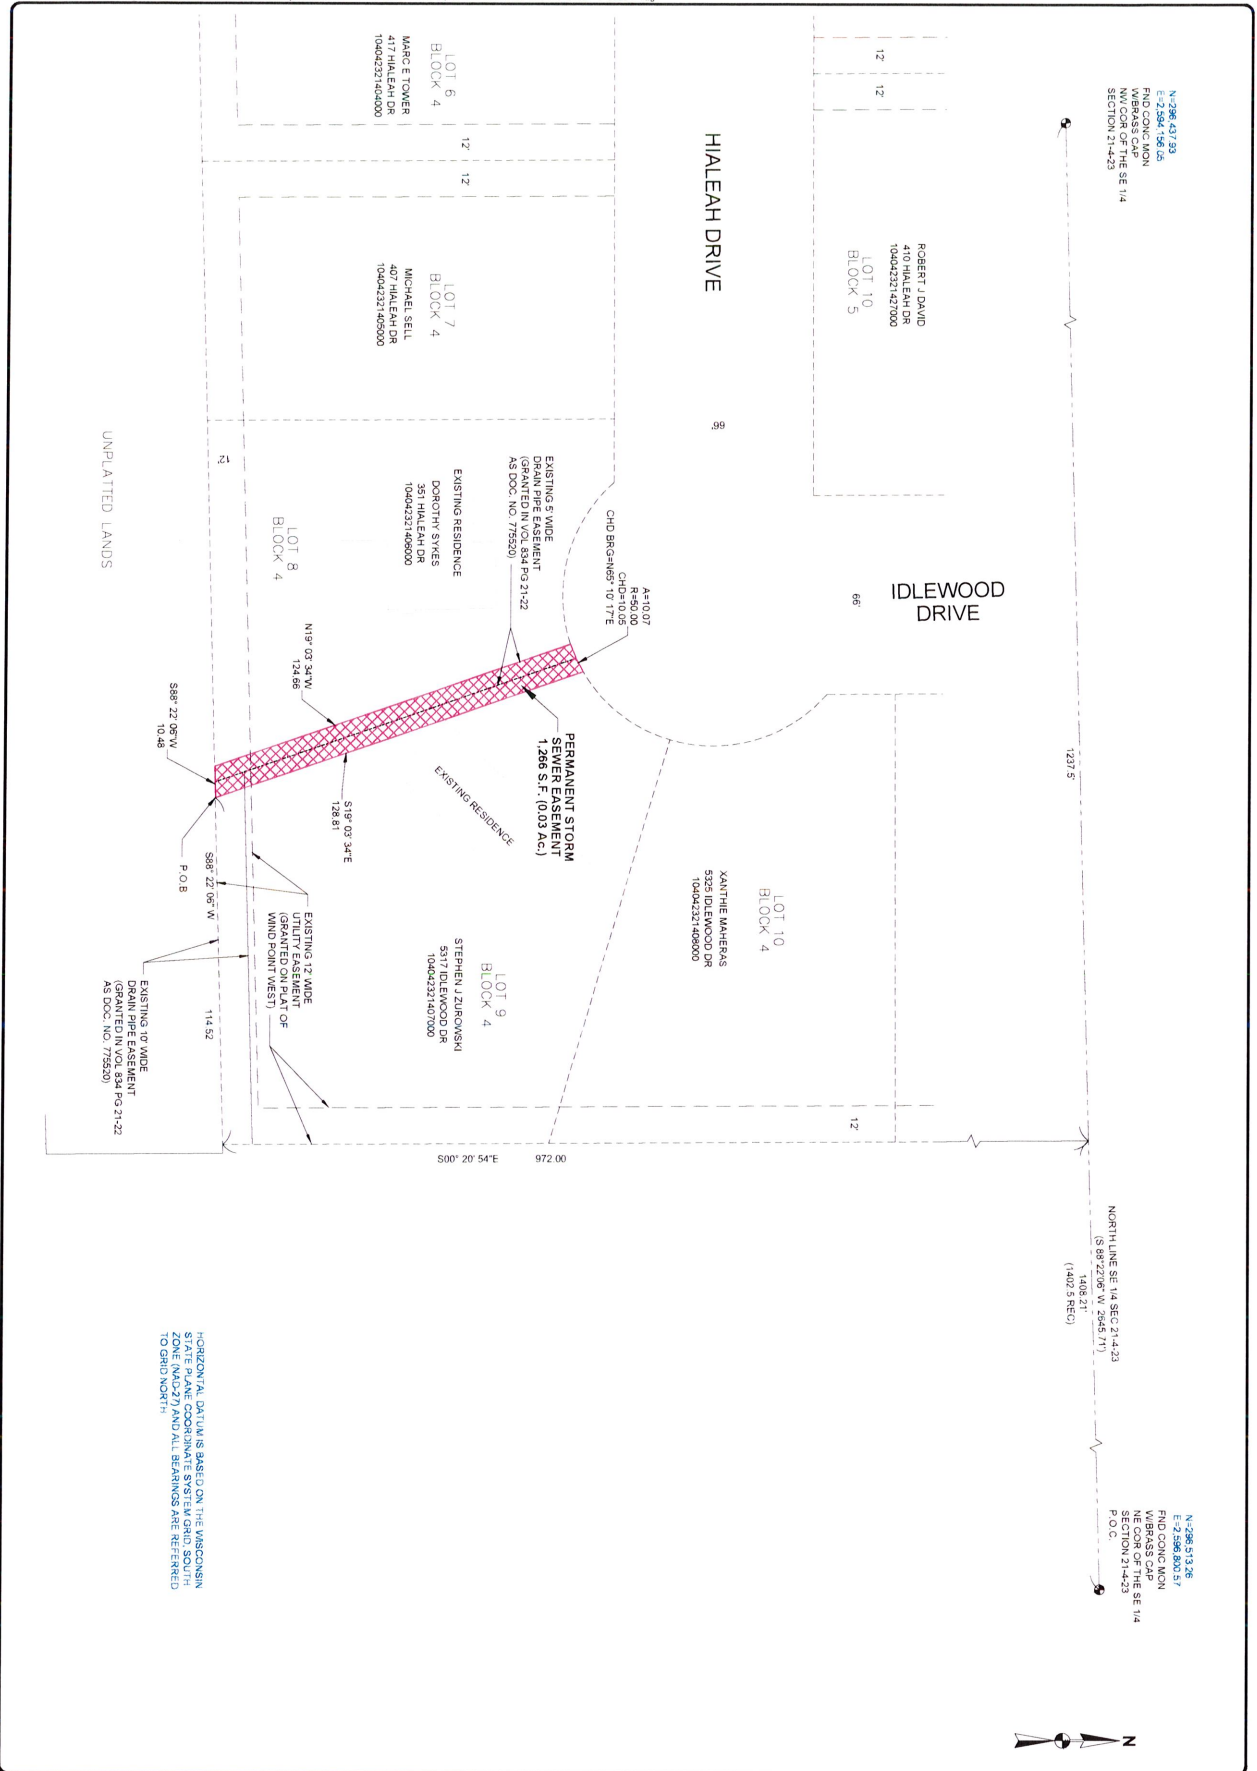 N=296,437.93
E=2,594,156.05
FND CONC MON
W/BRASS CAP
NW COR OF THE SE 1/4
SECTION 21-4-23
1237.5'
NORTH LINE SE 1/4 SEC 21-4-23
(S 88°22'06" W 2645.71')
1408.21'
(1402.5 REC)
N=296,513.26
E=2,596,800.57
FND CONC MON
W/BRASS CAP
NE COR OF THE SE 1/4
SECTION 21-4-23
P.O.C.
N
12'
12'
ROBERT J DAVID
410 HIALEAH DR
104042321427000
LOT 10
BLOCK 5
IDLEWOOD
DRIVE
66'
HIALEAH DRIVE
66'
LOT 10
BLOCK 4
XANTHIE MAHERAS
5325 IDLEWOOD DR
104042321408000
12'
A=10.07
R=50.00
CHD=10.05
CHD BRG=N65° 10' 17"E
PERMANENT STORM
SEWER EASEMENT
1,266 S.F. (0.03 Ac.)
EXISTING 5' WIDE
DRAIN PIPE EASEMENT
(GRANTED IN VOL 834 PG 21-22
AS DOC. NO. 775520)
S00° 20' 54"E
972.00
LOT 6
BLOCK 4
MARC E TOWER
417 HIALEAH DR
104042321404000
12'
12'
LOT 7
BLOCK 4
MICHAEL SELL
407 HIALEAH DR
104042321405000
EXISTING RESIDENCE
DOROTHY SYKES
351 HIALEAH DR
104042321406000
LOT 8
BLOCK 4
EXISTING RESIDENCE
LOT 9
BLOCK 4
STEPHEN J ZUROWSKI
5317 IDLEWOOD DR
104042321407000
N19° 03' 34"W
124.66
S19° 03' 34"E
128.81
EXISTING 12' WIDE
UTILITY EASEMENT
(GRANTED ON PLAT OF
WIND POINT WEST)
12'
S88° 22' 06"W
10.48
P.O.B
S88° 22' 06" W
114.52
EXISTING 10' WIDE
DRAIN PIPE EASEMENT
(GRANTED IN VOL 834 PG 21-22
AS DOC. NO. 775520)
UNPLATTED LANDS
HORIZONTAL DATUM IS BASED ON THE WISCONSIN
STATE PLANE COORDINATE SYSTEM GRID, SOUTH
ZONE (NAD-27) AND ALL BEARINGS ARE REFERRED
TO GRID NORTH